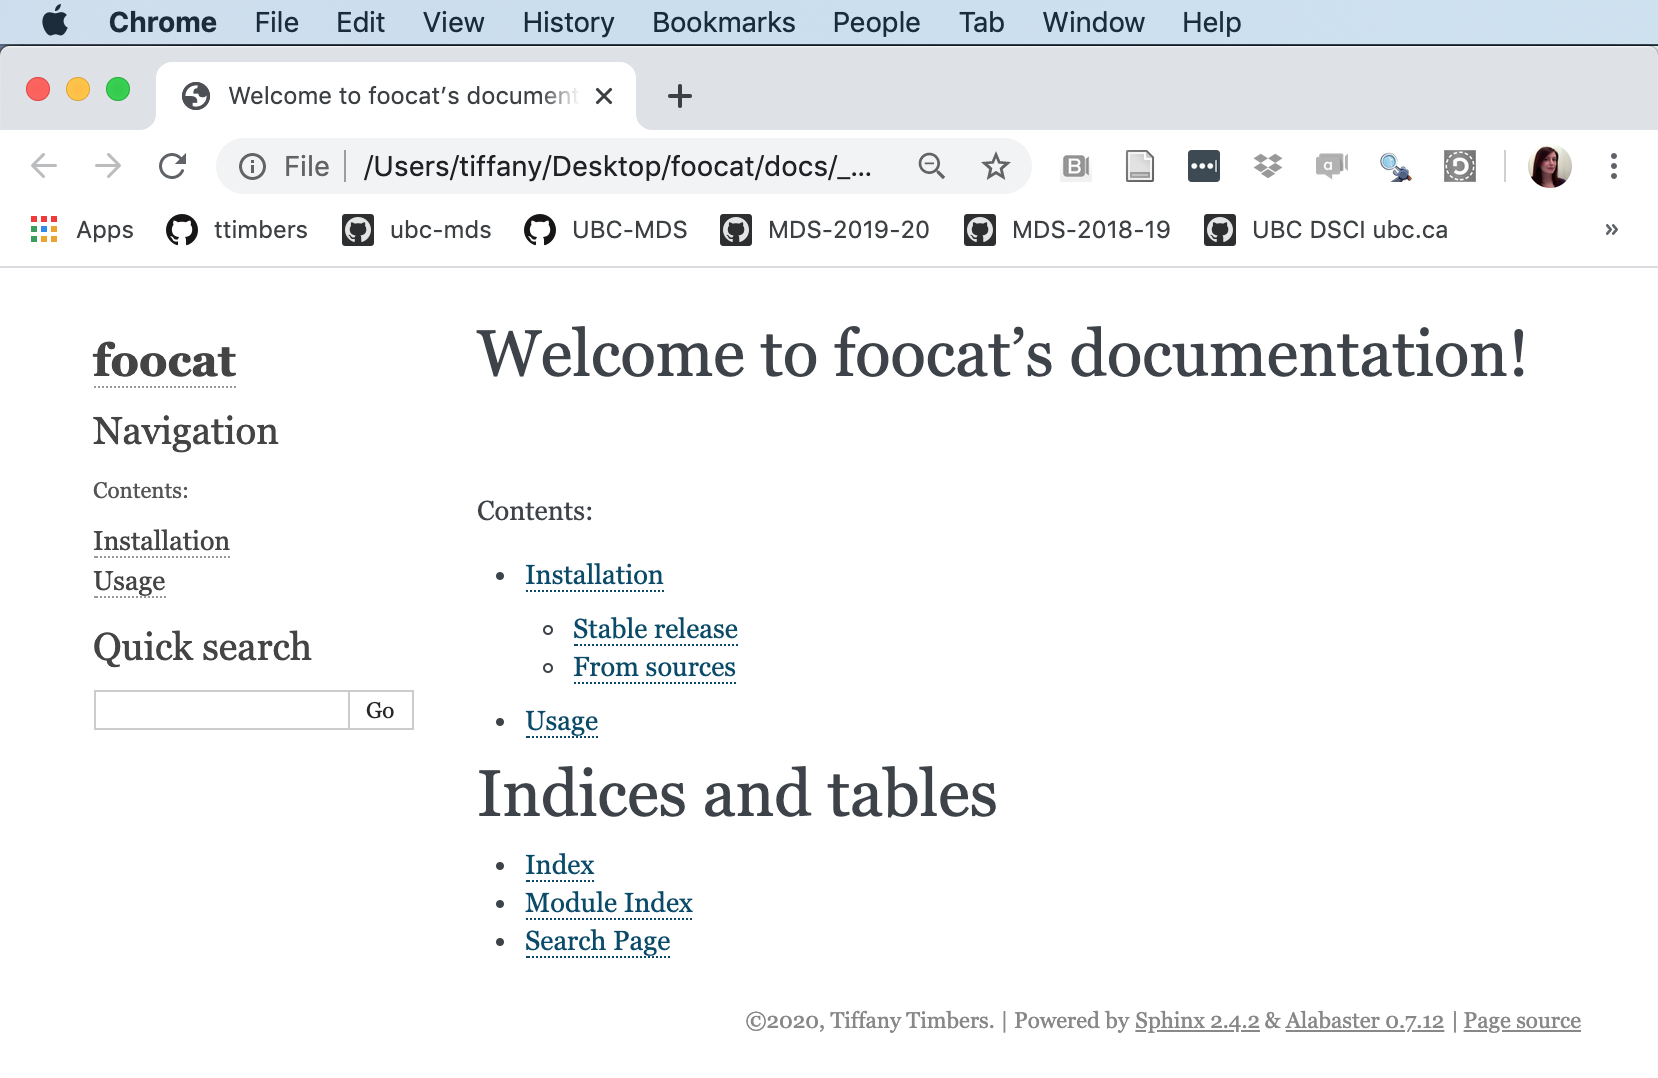 Chrome File Edit View History Bookmarks People Tab Window Help
Welcome to foocat's document
File /Users/tiffany/Desktop/foocat/docs/_...
Apps ttimbers ubc-mds UBC-MDS MDS-2019-20 MDS-2018-19 UBC DSCI ubc.ca »
foocat
Navigation
Contents:
Installation
Usage
Quick search
Go
Welcome to foocat’s documentation!
Contents:
• Installation
Stable release
From sources
• Usage
Indices and tables
• Index
• Module Index
• Search Page
©2020, Tiffany Timbers. | Powered by Sphinx 2.4.2 & Alabaster 0.7.12 | Page source